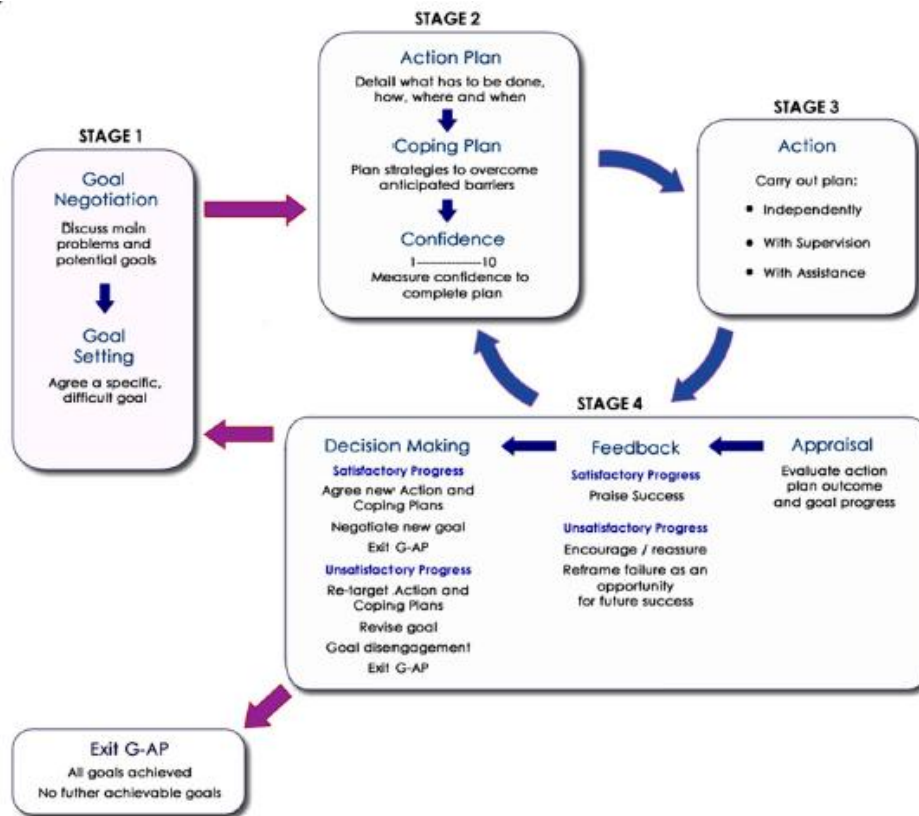 STAGE 1
Goal
Negotiation
Discuss main
problems and
potential goals
Goal
Setting
Agree a specific,
difficult goal
STAGE 2
Action Plan
Detail what has to be done,
how, where and when
Coping Plan
Plan strategies to overcome
anticipated barriers
Confidence
1---------------10
Measure confidence to
complete plan
STAGE 3
Action
Carry out plan:
▪ Independently
▪ With Supervision
▪ With Assistance
STAGE 4
Appraisal
Evaluate action
plan outcome
and goal progress
Feedback
Satisfactory Progress
Praise Success
Unsatisfactory Progress
Encourage / reassure
Reframe failure as an
opportunity
for future success
Decision Making
Satisfactory Progress
Agree new Action and
Coping Plans
Negotiate new goal
Exit G-AP
Unsatisfactory Progress
Re-target Action and
Coping Plans
Revise goal
Goal disengagement
Exit G-AP
Exit G-AP
All goals achieved
No futher achievable goals